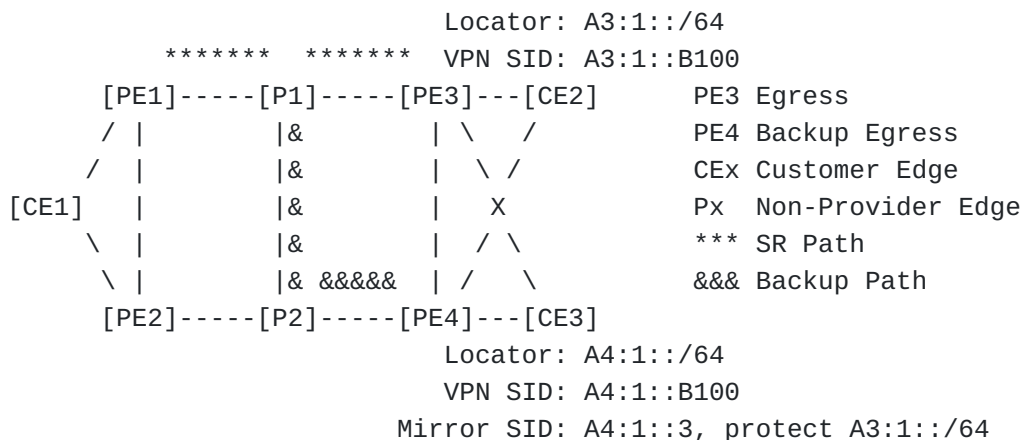 Locator: A3:1::/64
******* ******* VPN SID: A3:1::B100
[PE1]-----[P1]-----[PE3]---[CE2] PE3 Egress
/ | |& | \ / PE4 Backup Egress
/ | |& | \ / CEx Customer Edge
[CE1] | |& | X Px Non-Provider Edge
\ | |& | / \ *** SR Path
\ | |& &&&&& | / \ &&& Backup Path
[PE2]-----[P2]-----[PE4]---[CE3]
Locator: A4:1::/64
VPN SID: A4:1::B100
Mirror SID: A4:1::3, protect A3:1::/64